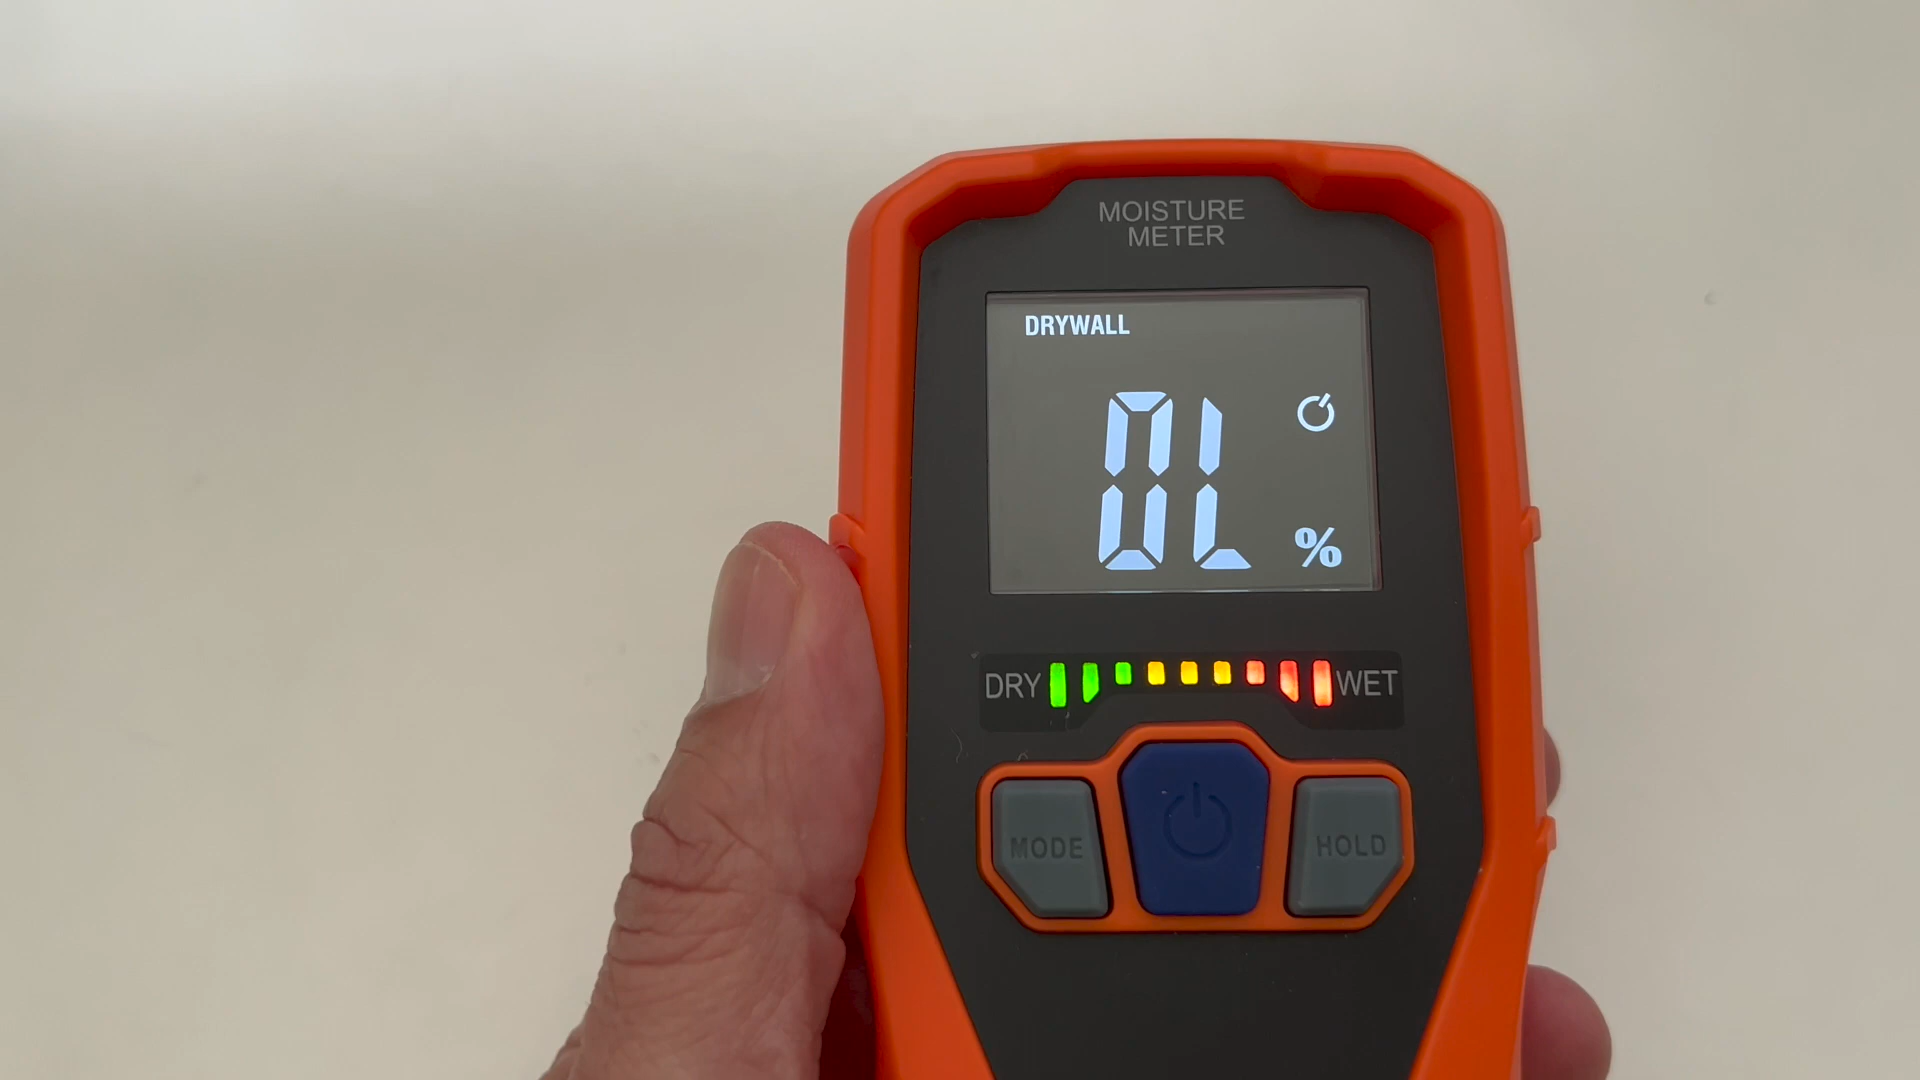 MOISTURE
METER
DRYWALL
OL
%
DRY WET
MODE HOLD